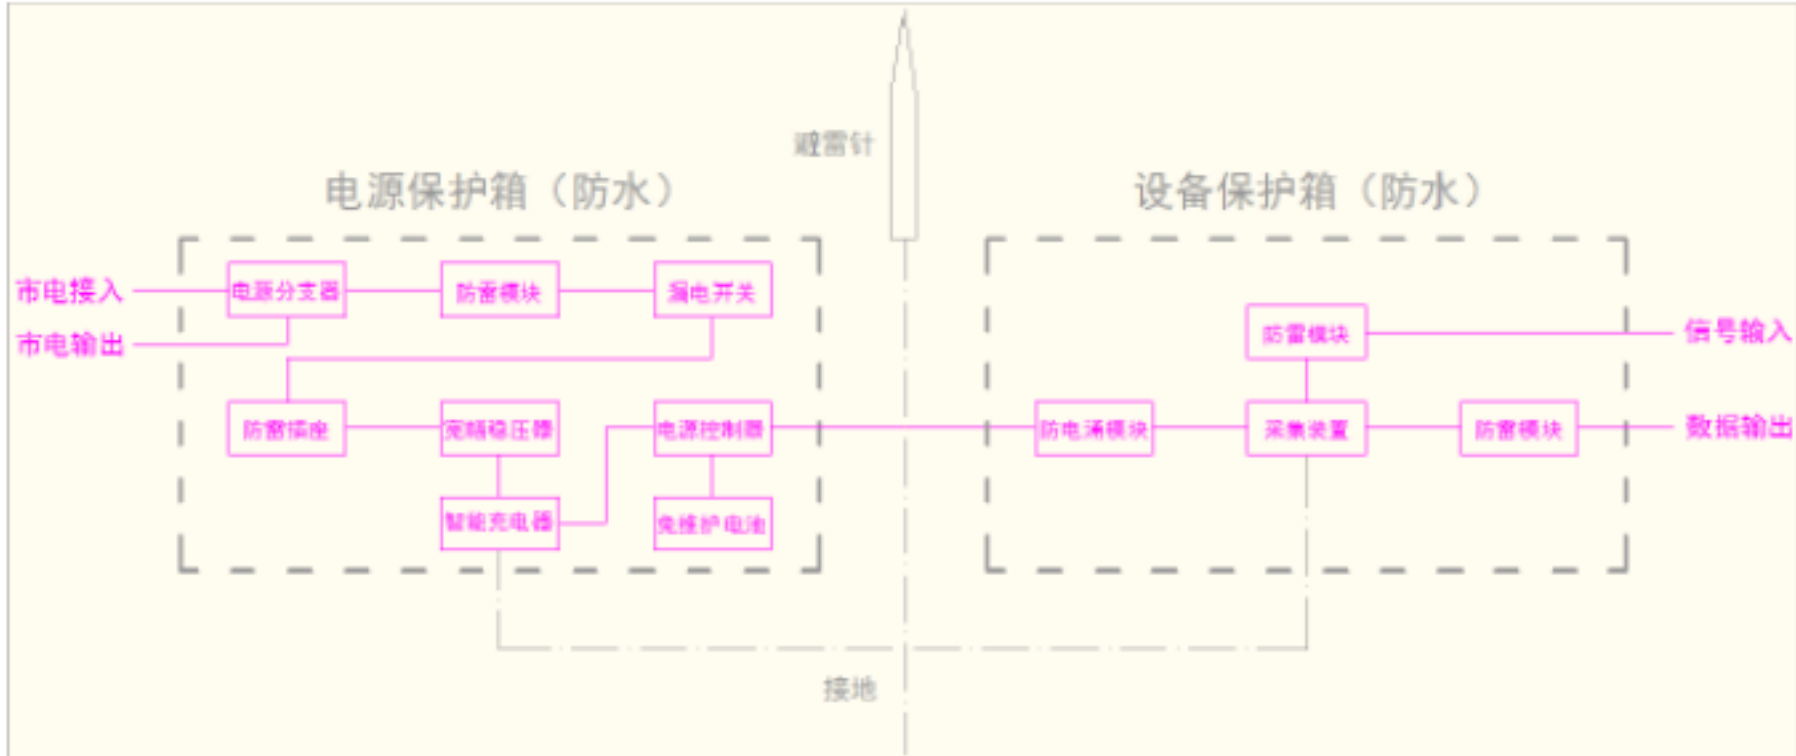 避雷针
电源保护箱（防水）
设备保护箱（防水）
市电接入
电源分支器
防雷模块
漏电开关
市电输出
防雷模块
信号输入
防雷插座
宽幅稳压器
电源控制器
防电涌模块
采集装置
防雷模块
数据输出
智能充电器
免维护电池
接地